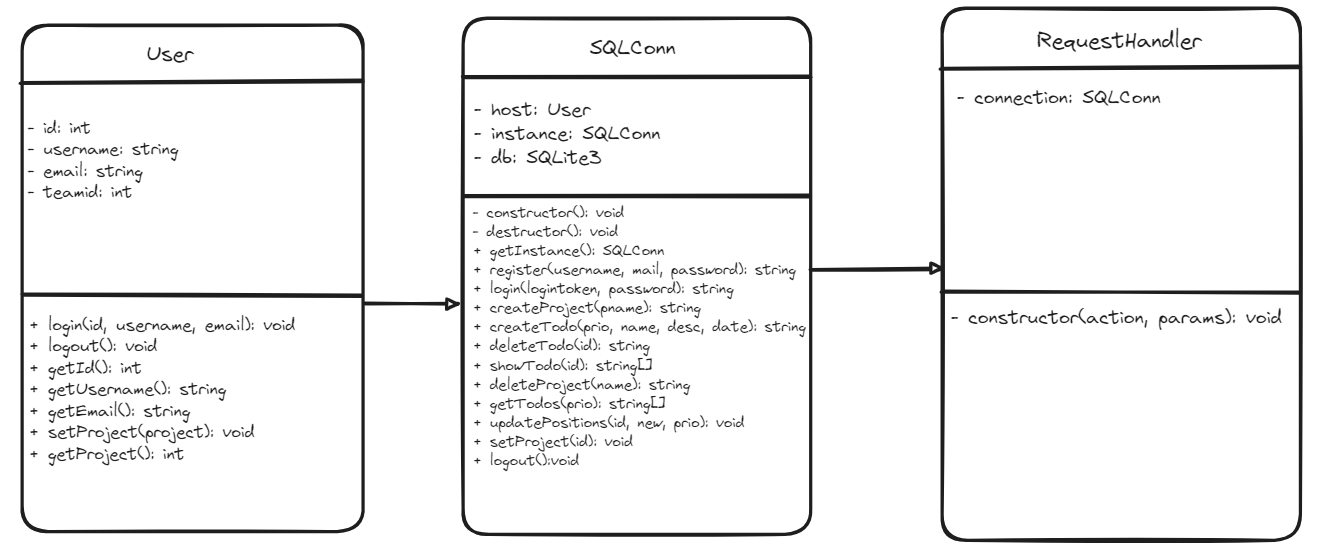 User
- id: int
- username: string
- email: string
- teamid: int
+ login(id, username, email): void
+ logout(): void
+ getId(): int
+ getUsername(): string
+ getEmail(): string
+ setProject(project): void
+ getProject(): int
SQLConn
- host: User
- instance: SQLConn
- db: SQLite3
- constructor(): void
- destructor(): void
+ getInstance(): SQLConn
+ register(username, mail, password): string
+ login(logintoken, password): string
+ createProject(pname): string
+ createTodo(prio, name, desc, date): string
+ deleteTodo(id): string
+ showTodo(id): string[]
+ deleteProject(name): string
+ getTodos(prio): string[]
+ updatePositions(id, new, prio): void
+ setProject(id): void
+ logout():void
RequestHandler
- connection: SQLConn
- constructor(action, params): void